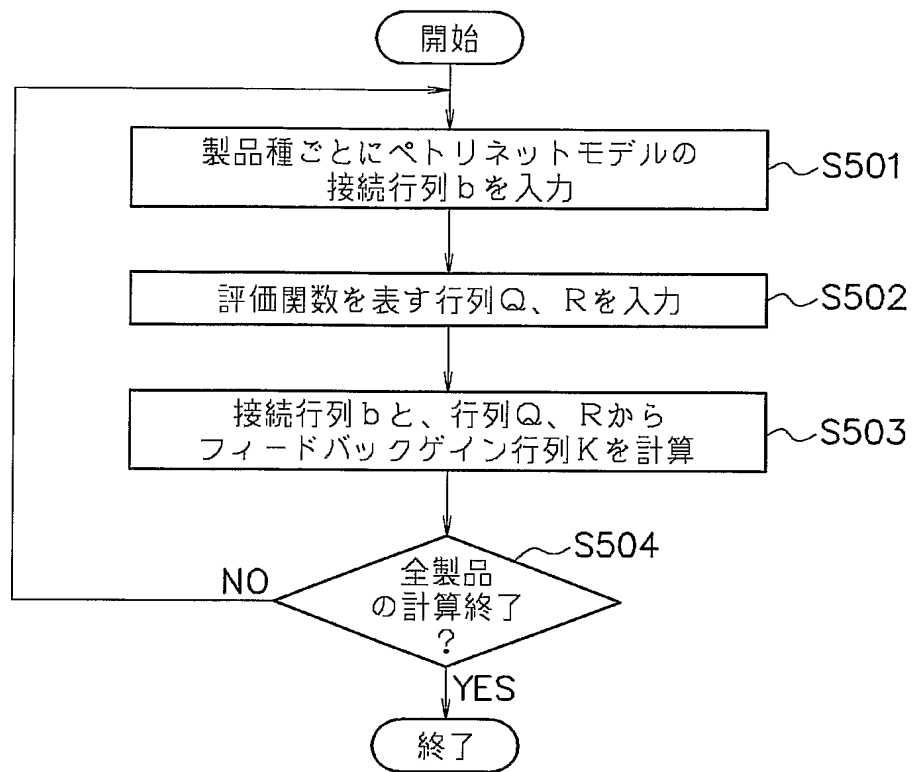 開始
製品種ごとにペトリネットモデルの
接続行列bを入力
S501
評価関数を表す行列Q、Rを入力
S502
接続行列bと、行列Q、Rから
フィードバックゲイン行列Kを計算
S503
S504
全製品
の計算終了
?
NO
YES
終了